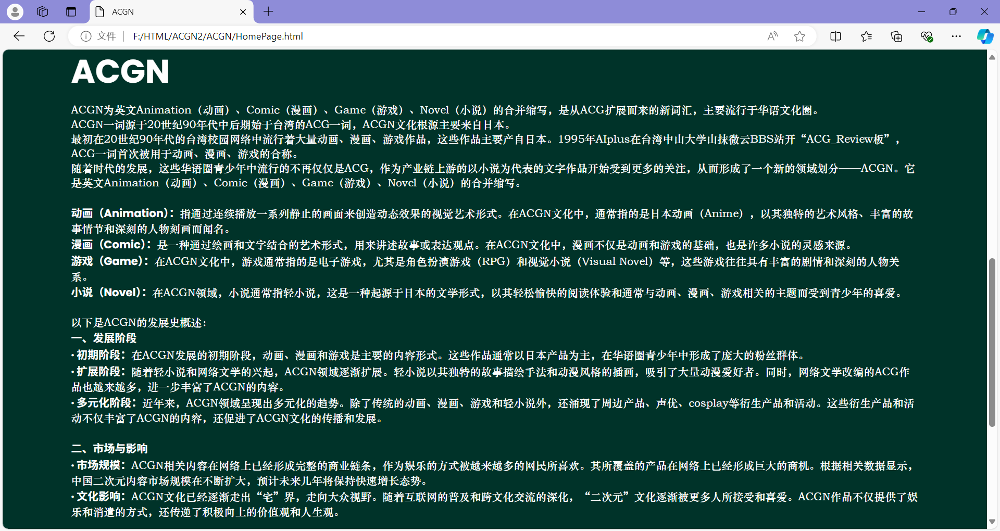 ACGN
文件
F:/HTML/ACGN2/ACGN/HomePage.html
ACGN
ACGN为英文Animation（动画）、Comic（漫画）、Game（游戏）、Novel（小说）的合并缩写，是从ACG扩展而来的新词汇，主要流行于华语文化圈。
ACGN一词源于20世纪90年代中后期始于台湾的ACG一词，ACGN文化根源主要来自日本。
最初在20世纪90年代的台湾校园网络中流行着大量动画、漫画、游戏作品，这些作品主要产自日本。1995年AIplus在台湾中山大学山抹微云BBS站开“ACG_Review板”，
ACG一词首次被用于动画、漫画、游戏的合称。
随着时代的发展，这些华语圈青少年中流行的不再仅仅是ACG，作为产业链上游的以小说为代表的文字作品开始受到更多的关注，从而形成了一个新的领域划分——ACGN。它
是英文Animation（动画）、Comic（漫画）、Game（游戏）、Novel（小说）的合并缩写。
动画（Animation）：指通过连续播放一系列静止的画面来创造动态效果的视觉艺术形式。在ACGN文化中，通常指的是日本动画（Anime），以其独特的艺术风格、丰富的故
事情节和深刻的人物刻画而闻名。
漫画（Comic）：是一种通过绘画和文字结合的艺术形式，用来讲述故事或表达观点。在ACGN文化中，漫画不仅是动画和游戏的基础，也是许多小说的灵感来源。
游戏（Game）：在ACGN文化中，游戏通常指的是电子游戏，尤其是角色扮演游戏（RPG）和视觉小说（Visual Novel）等，这些游戏往往具有丰富的剧情和深刻的人物关
系。
小说（Novel）：在ACGN领域，小说通常指轻小说，这是一种起源于日本的文学形式，以其轻松愉快的阅读体验和通常与动画、漫画、游戏相关的主题而受到青少年的喜爱。
以下是ACGN的发展史概述：
一、发展阶段
· 初期阶段：在ACGN发展的初期阶段，动画、漫画和游戏是主要的内容形式。这些作品通常以日本产品为主，在华语圈青少年中形成了庞大的粉丝群体。
· 扩展阶段：随着轻小说和网络文学的兴起，ACGN领域逐渐扩展。轻小说以其独特的故事描绘手法和动漫风格的插画，吸引了大量动漫爱好者。同时，网络文学改编的ACG作
品也越来越多，进一步丰富了ACGN的内容。
· 多元化阶段：近年来，ACGN领域呈现出多元化的趋势。除了传统的动画、漫画、游戏和轻小说外，还涌现了周边产品、声优、cosplay等衍生产品和活动。这些衍生产品和活
动不仅丰富了ACGN的内容，还促进了ACGN文化的传播和发展。
二、市场与影响
· 市场规模：ACGN相关内容在网络上已经形成完整的商业链条，作为娱乐的方式被越来越多的网民所喜欢。其所覆盖的产品在网络上已经形成巨大的商机。根据相关数据显示，
中国二次元内容市场规模在不断扩大，预计未来几年将保持快速增长态势。
· 文化影响：ACGN文化已经逐渐走出“宅”界，走向大众视野。随着互联网的普及和跨文化交流的深化，“二次元”文化逐渐被更多人所接受和喜爱。ACGN作品不仅提供了娱
乐和消遣的方式，还传递了积极向上的价值观和人生观。